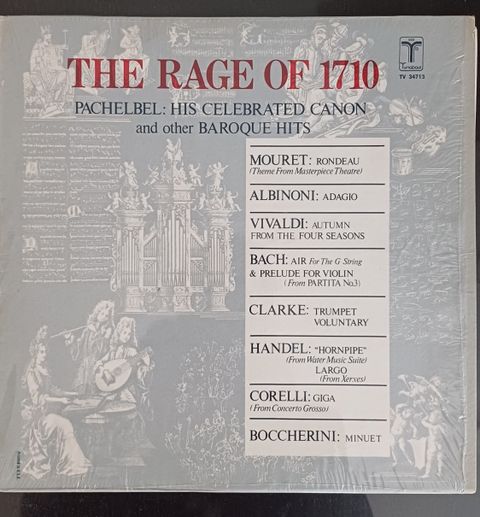 Turnabout
TV 34713
THE RAGE OF 1710
PACHELBEL: HIS CELEBRATED CANON
and other BAROQUE HITS
MOURET: RONDEAU
(Theme From Masterpiece Theatre)
ALBINONI: ADAGIO
VIVALDI: AUTUMN
FROM THE FOUR SEASONS
BACH: AIR For The G String
& PRELUDE FOR VIOLIN
(From PARTITA No.3)
CLARKE: TRUMPET
VOLUNTARY
HANDEL: "HORNPIPE"
(From Water Music Suite)
LARGO
(From Xerxes)
CORELLI: GIGA
(From Concerto Grosso)
BOCCHERINI: MINUET